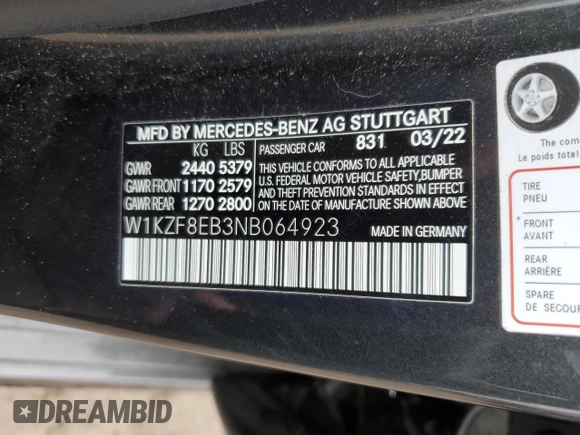 MFD BY MERCEDES-BENZ AG STUTTGART
KG LBS PASSENGER CAR 831 03/22
GVWR 2440 5379
GAWR FRONT 1170 2579
GAWR REAR 1270 2800
THIS VEHICLE CONFORMS TO ALL APPLICABLE
U.S. FEDERAL MOTOR VEHICLE SAFETY,BUMPER
AND THEFT PREVENTION STANDARDS IN EFFECT
ON THE DATE OF MANUFACTURE SHOWN ABOVE
W1KZF8EB3NB064923 MADE IN GERMANY
The com
Le poids total
TIRE
PNEU
FRONT
AVANT
REAR
ARRIÈRE
SPARE
DE SECOUR
DREAMBID